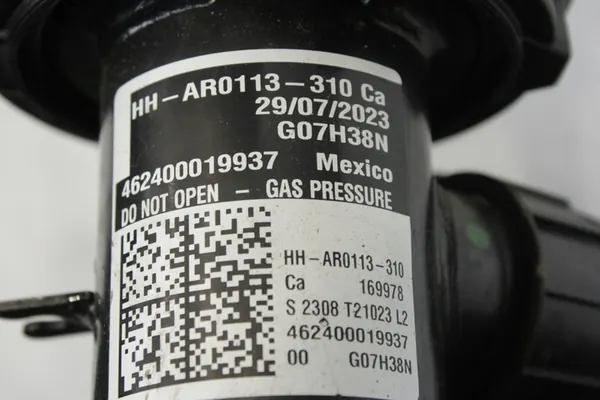 HH-AR0113-310 Ca
29/07/2023
G07H38N
462400019937 Mexico
DO NOT OPEN - GAS PRESSURE
HH-AR0113-310
Ca 169978
S 2308 T21023 L2
462400019937
00 G07H38N